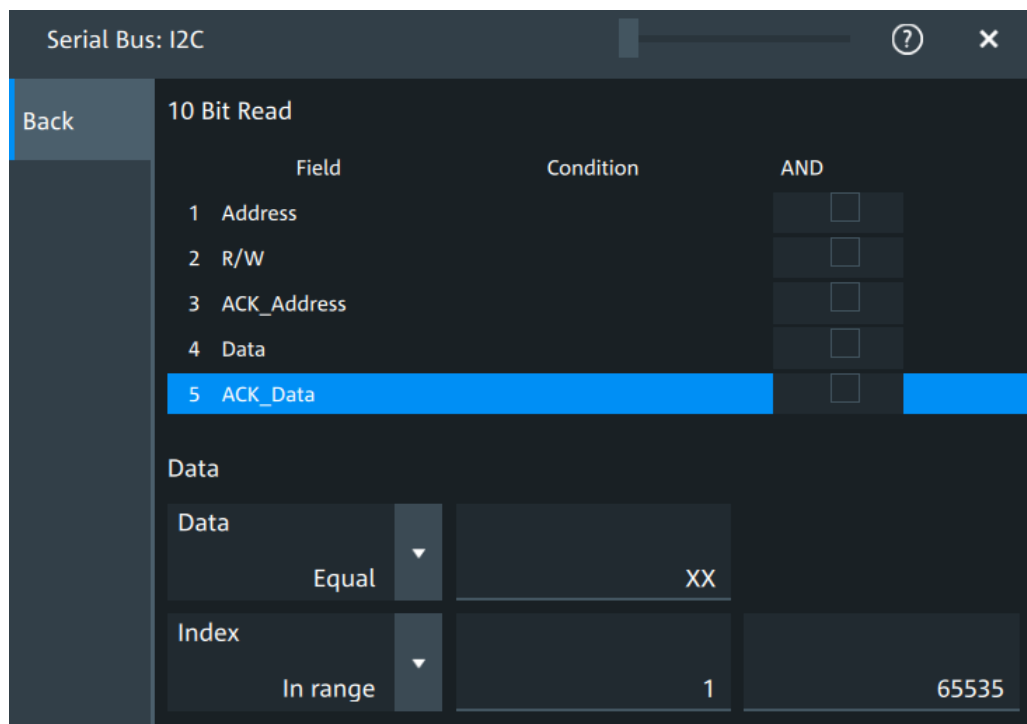 Serial Bus: I2C
Back
10 Bit Read
Field Condition AND
1 Address
2 R/W
3 ACK_Address
4 Data
5 ACK_Data
Data
Data
Equal XX
Index
In range 1 65535